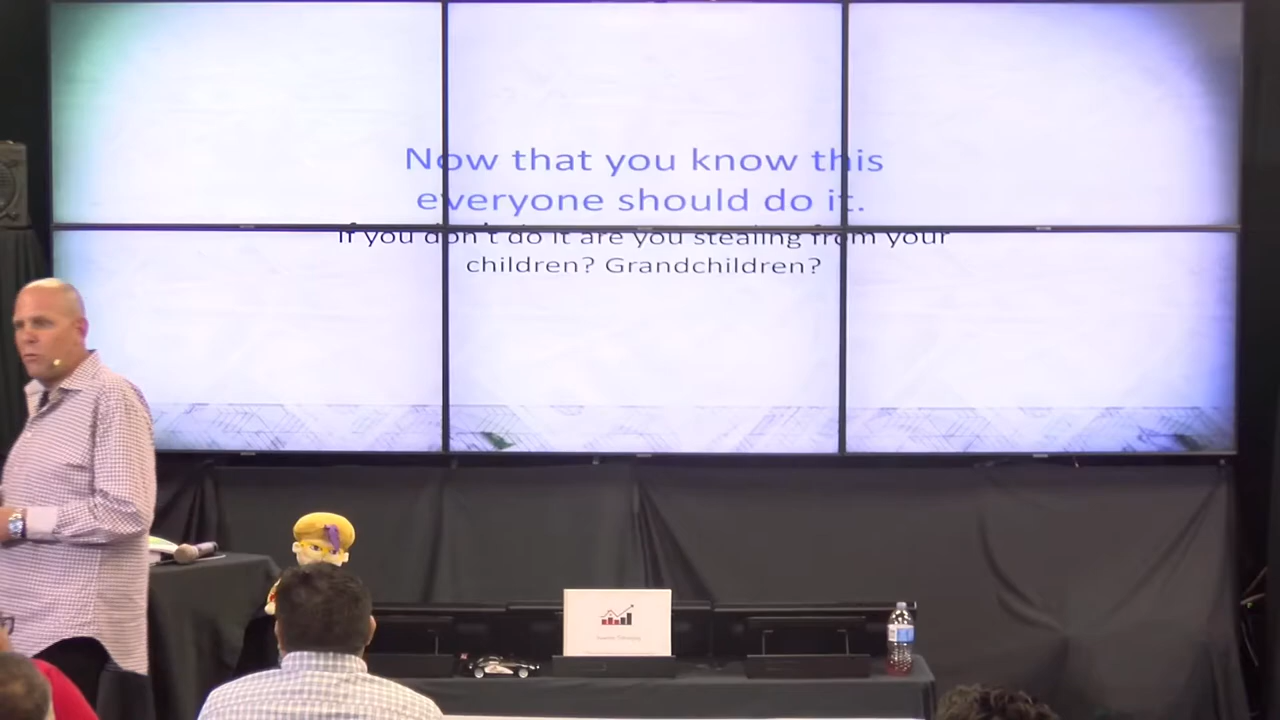 Now that you know this
everyone should do it.
If you don't do it are you stealing from your
children? Grandchildren?